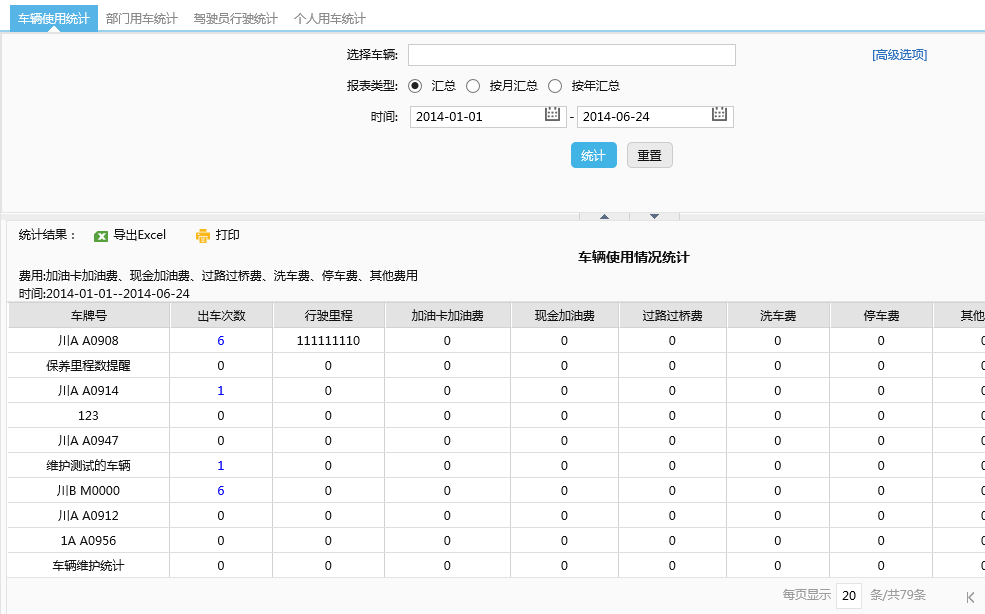 车辆使用统计 部门用车统计 驾驶员行驶统计 个人用车统计
选择车辆: [高级选项]
报表类型: 汇总 按月汇总 按年汇总
时间: 2014-01-01 - 2014-06-24
统计 重置
统计结果： 导出Excel 打印
车辆使用情况统计
费用:加油卡加油费、现金加油费、过路过桥费、洗车费、停车费、其他费用
时间:2014-01-01--2014-06-24
车牌号 出车次数 行驶里程 加油卡加油费 现金加油费 过路过桥费 洗车费 停车费 其他
川A A0908 6 111111110 0 0 0 0 0 0
保养里程数提醒 0 0 0 0 0 0 0 0
川A A0914 1 0 0 0 0 0 0 0
123 0 0 0 0 0 0 0 0
川A A0947 0 0 0 0 0 0 0 0
维护测试的车辆 1 0 0 0 0 0 0 0
川B M0000 6 0 0 0 0 0 0 0
川A A0912 0 0 0 0 0 0 0 0
1A A0956 0 0 0 0 0 0 0 0
车辆维护统计 0 0 0 0 0 0 0 0
每页显示 20 条/共79条